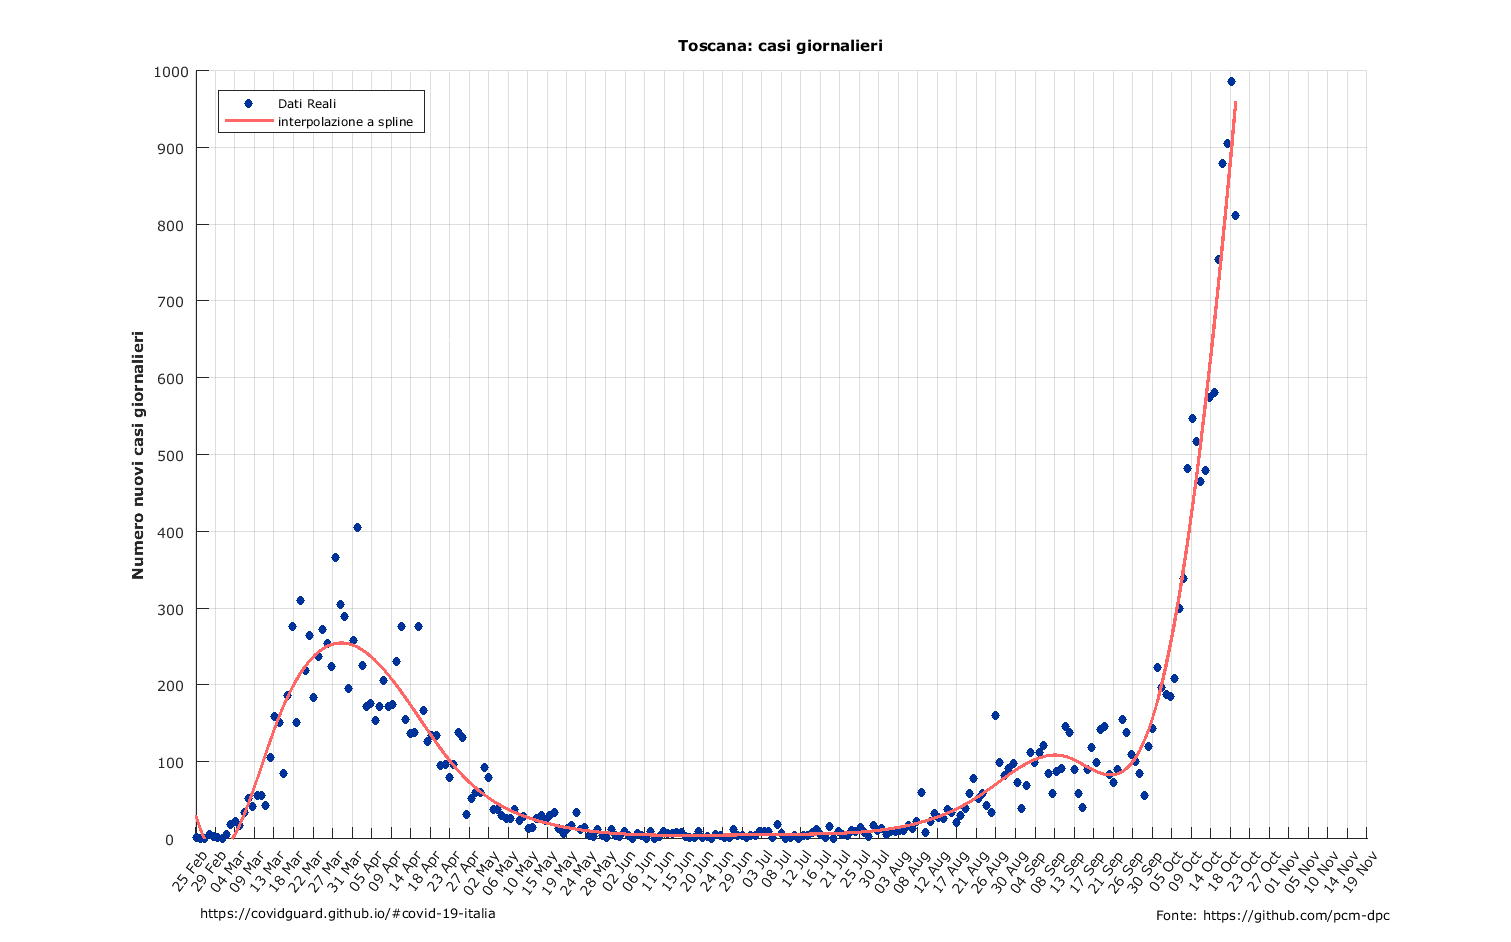 Toscana: casi giornalieri
Dati Reali
interpolazione a spline
Numero nuovi casi giornalieri
1000
900
800
700
600
500
400
300
200
100
0
25 Feb
29 Feb
04 Mar
09 Mar
13 Mar
18 Mar
22 Mar
27 Mar
31 Mar
05 Apr
09 Apr
14 Apr
18 Apr
23 Apr
27 Apr
02 May
06 May
10 May
15 May
19 May
24 May
28 May
02 Jun
06 Jun
11 Jun
15 Jun
20 Jun
24 Jun
29 Jun
03 Jul
08 Jul
12 Jul
16 Jul
21 Jul
25 Jul
30 Jul
03 Aug
08 Aug
12 Aug
17 Aug
21 Aug
26 Aug
30 Aug
04 Sep
08 Sep
13 Sep
17 Sep
21 Sep
26 Sep
30 Sep
05 Oct
09 Oct
14 Oct
18 Oct
23 Oct
27 Oct
01 Nov
05 Nov
10 Nov
14 Nov
19 Nov
https://covidguard.github.io/#covid-19-italia
Fonte: https://github.com/pcm-dpc